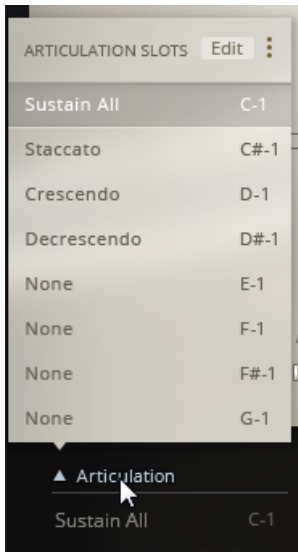 ARTICULATION SLOTS Edit
Sustain All C-1
Staccato C#-1
Crescendo D-1
Decrescendo D#-1
None E-1
None F-1
None F#-1
None G-1
Articulation
Sustain All C-1